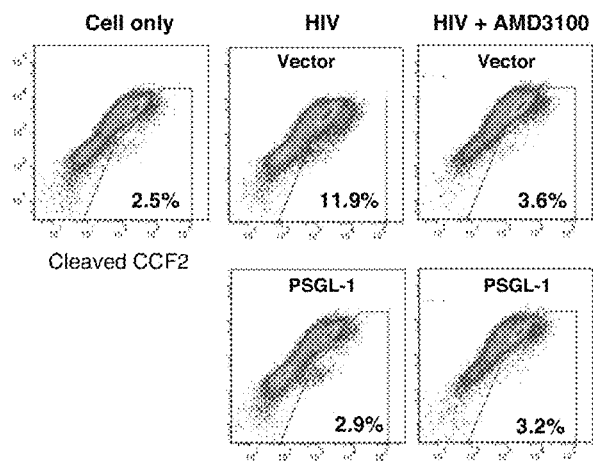 Cell only
HIV
HIV + AMD3100
Vector
Vector
2.5%
11.9%
3.6%
Cleaved CCF2
PSGL-1
PSGL-1
2.9%
3.2%